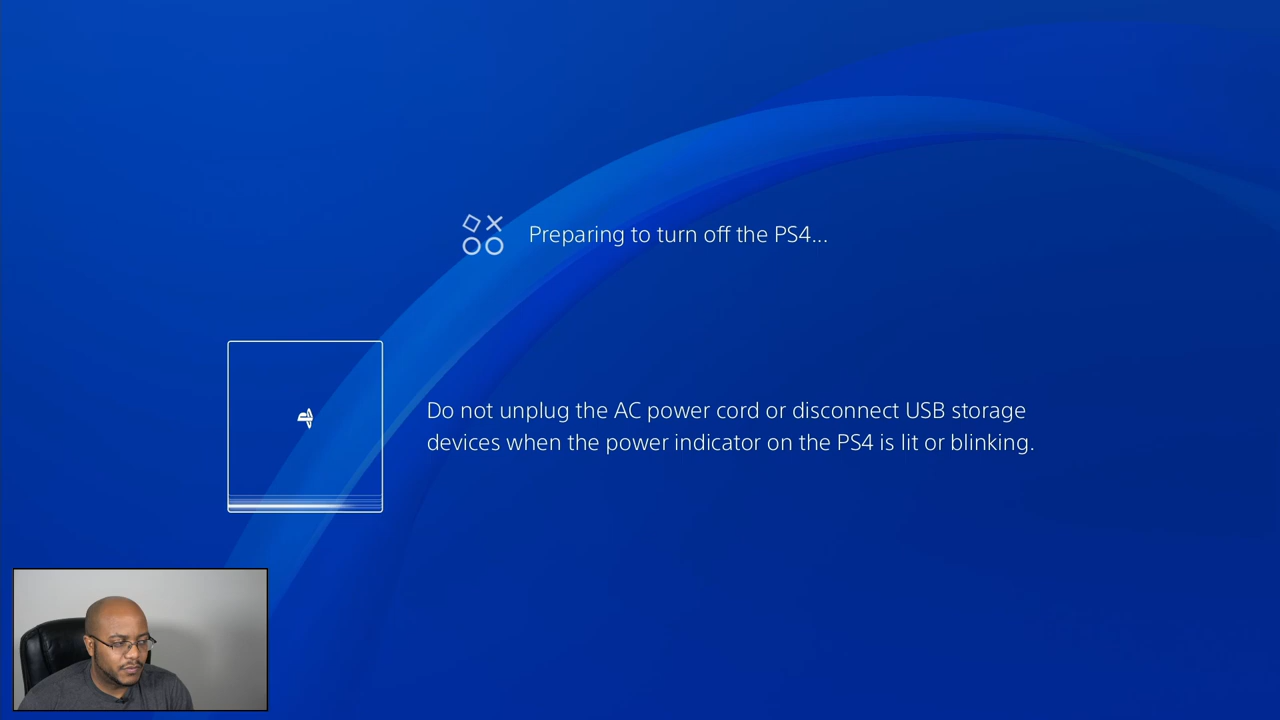 Preparing to turn off the PS4...
Do not unplug the AC power cord or disconnect USB storage
devices when the power indicator on the PS4 is lit or blinking.